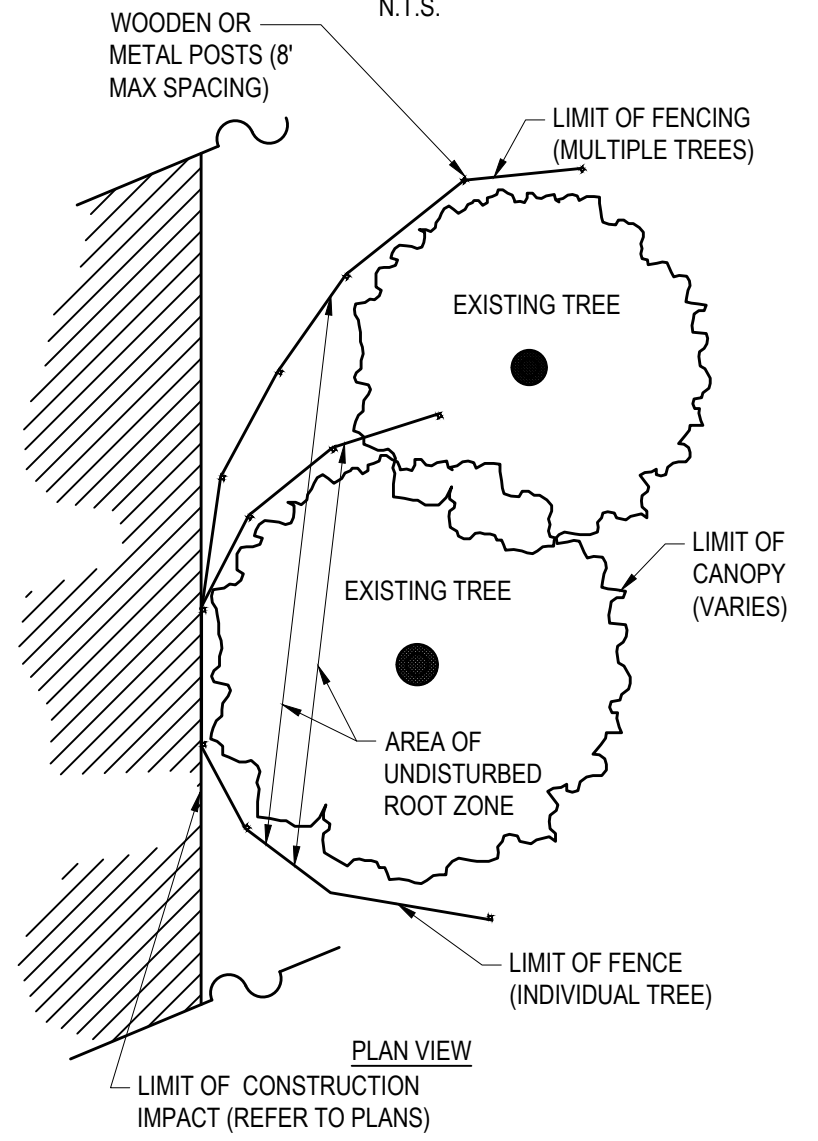 N.T.S.
WOODEN OR
METAL POSTS (8'
MAX SPACING)
LIMIT OF FENCING
(MULTIPLE TREES)
EXISTING TREE
LIMIT OF
CANOPY
(VARIES)
EXISTING TREE
AREA OF
UNDISTURBED
ROOT ZONE
LIMIT OF FENCE
(INDIVIDUAL TREE)
PLAN VIEW
LIMIT OF CONSTRUCTION
IMPACT (REFER TO PLANS)